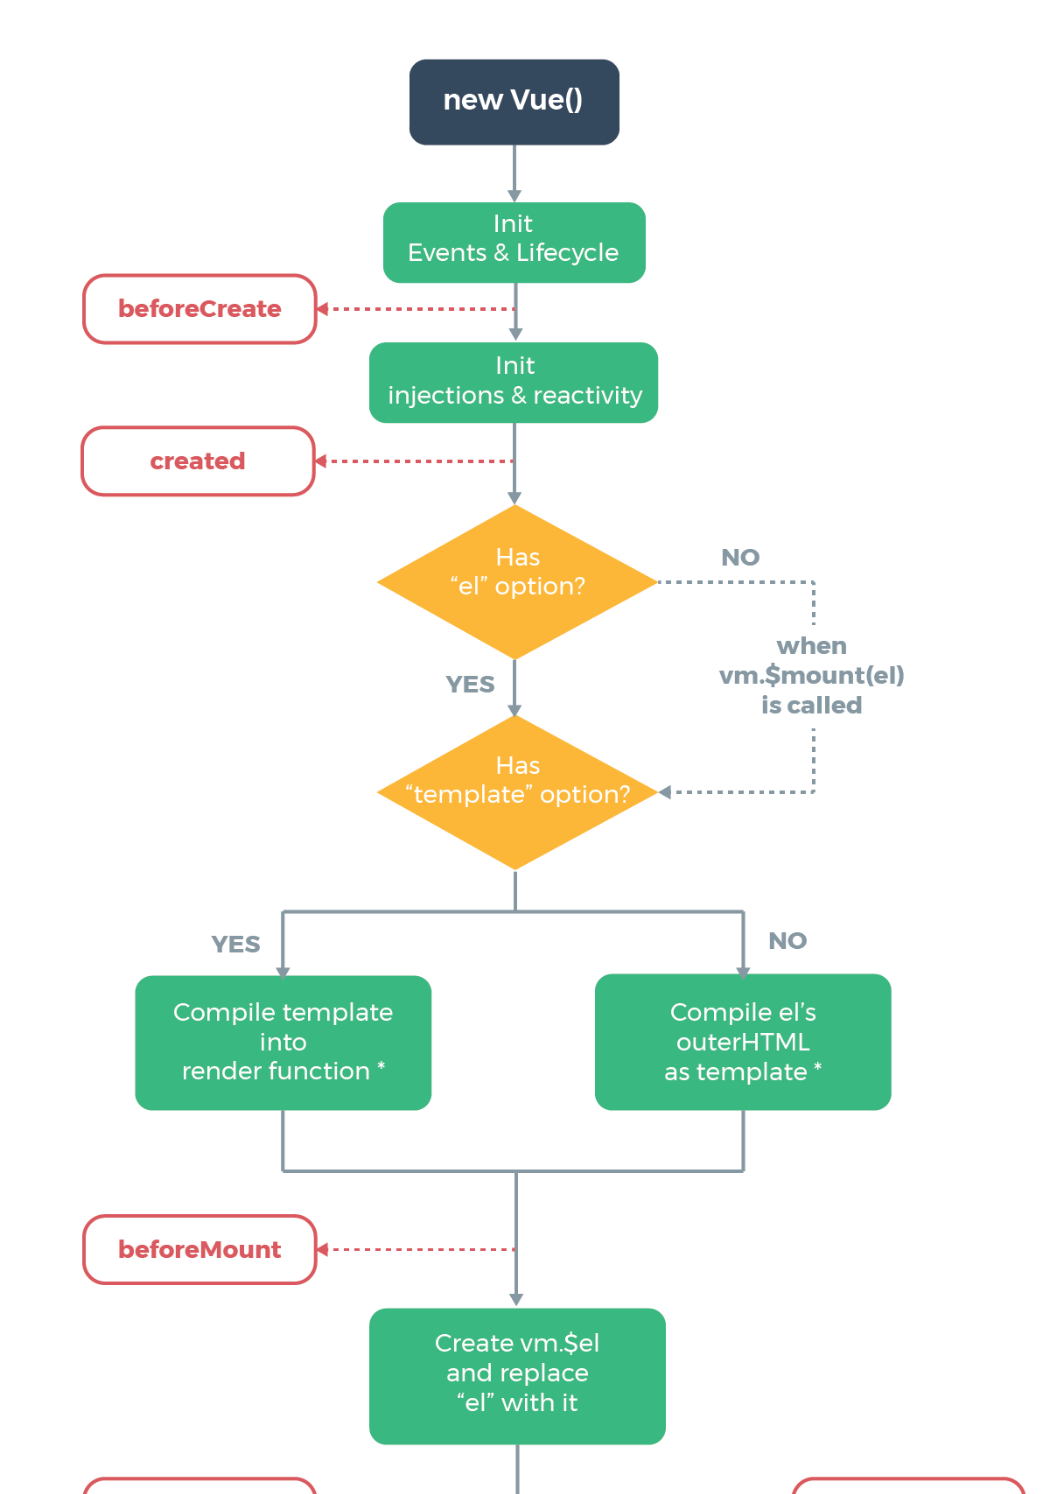 new Vue()
Init
Events & Lifecycle
beforeCreate
Init
injections & reactivity
created
Has
“el” option?
NO
when
vm.$mount(el)
is called
YES
Has
“template” option?
YES
NO
Compile template
into
render function *
Compile el’s
outerHTML
as template *
beforeMount
Create vm.$el
and replace
“el” with it